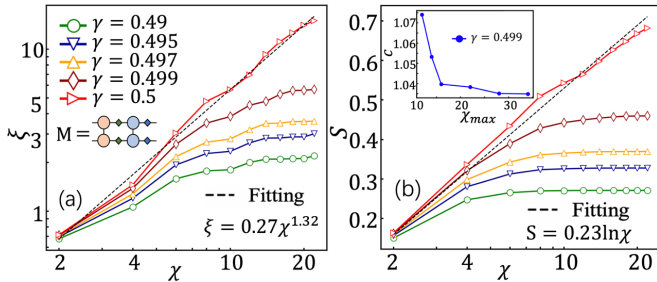 (a)
γ = 0.49
γ = 0.495
γ = 0.497
γ = 0.499
γ = 0.5
M =
Fitting
ξ = 0.27χ^1.32
ξ
10
5
3
1
2
4
10
20
χ
(b)
S
0.7
0.6
0.5
0.4
0.3
0.2
2
4
10
20
χ
Fitting
S = 0.23lnχ
c
1.07
1.06
1.05
1.04
10
20
30
χmax
γ = 0.499